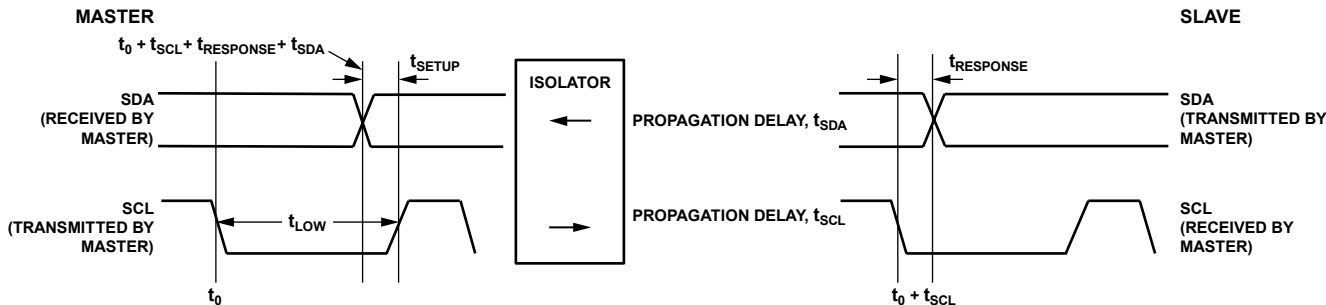 MASTER
SLAVE
t0 + tSCL + tRESPONSE + tSDA
tSETUP
ISOLATOR
tRESPONSE
SDA
(RECEIVED BY
MASTER)
PROPAGATION DELAY, tSDA
SDA
(TRANSMITTED BY
MASTER)
SCL
(TRANSMITTED BY
MASTER)
tLOW
PROPAGATION DELAY, tSCL
SCL
(RECEIVED BY
MASTER)
t0
t0 + tSCL